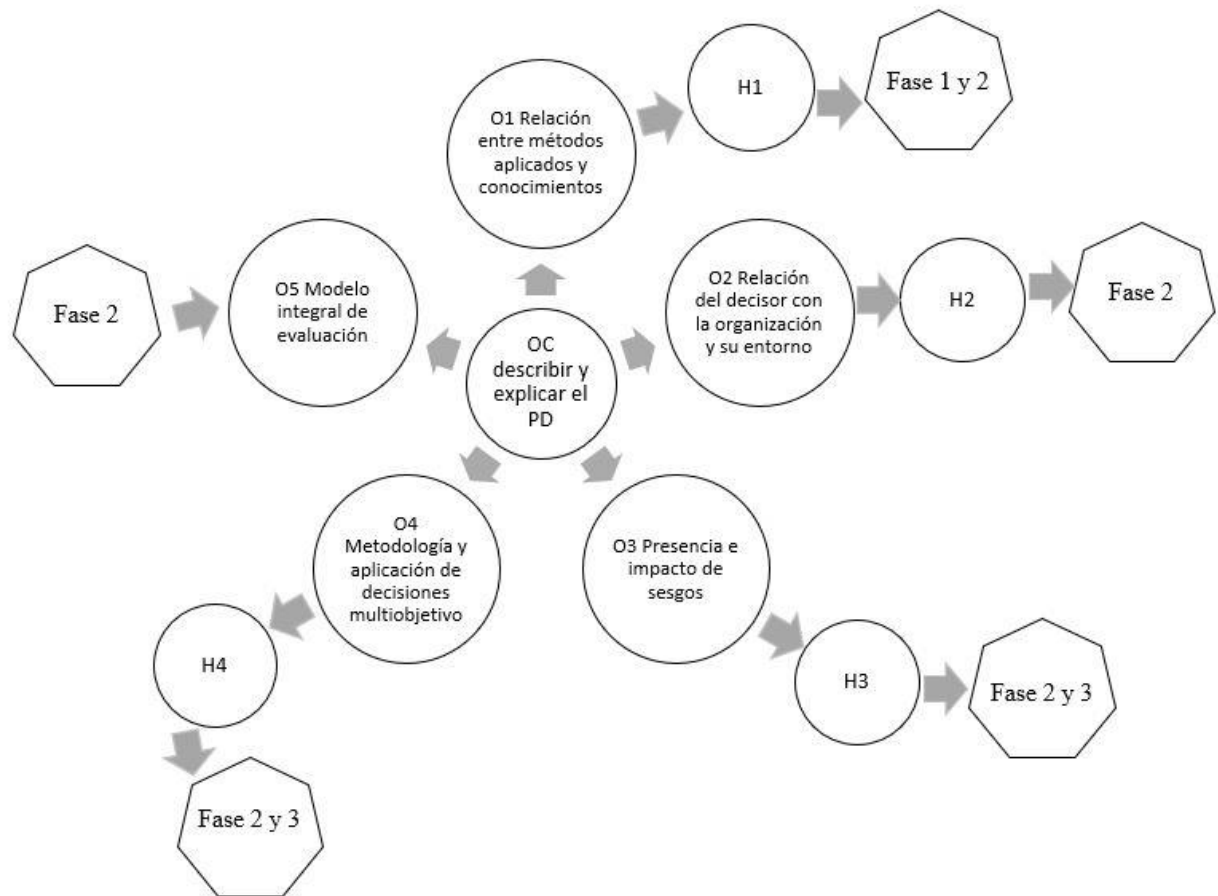 O1 Relación
entre métodos
aplicados y
conocimientos
H1
Fase 1 y 2
O2 Relación
del decisor con
la organización
y su entorno
H2
Fase 2
O5 Modelo
integral de
evaluación
Fase 2
OC
describir y
explicar el
PD
O4
Metodología y
aplicación de
decisiones
multiobjetivo
H4
Fase 2 y 3
O3 Presencia e
impacto de
sesgos
H3
Fase 2 y 3